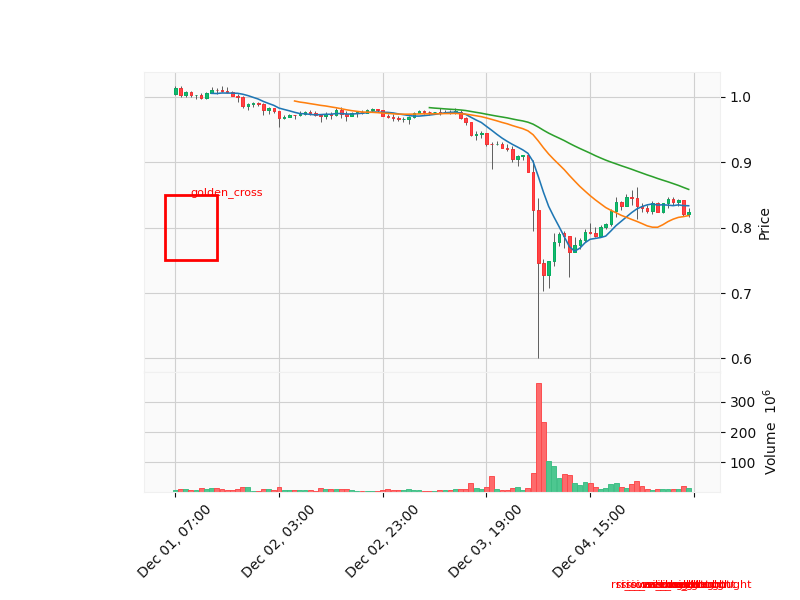 1.0
0.9
golden_cross
0.8
Price
0.7
0.6
300
200
100
Volume 10⁶
Dec 01, 07:00
Dec 02, 03:00
Dec 02, 23:00
Dec 03, 19:00
Dec 04, 15:00